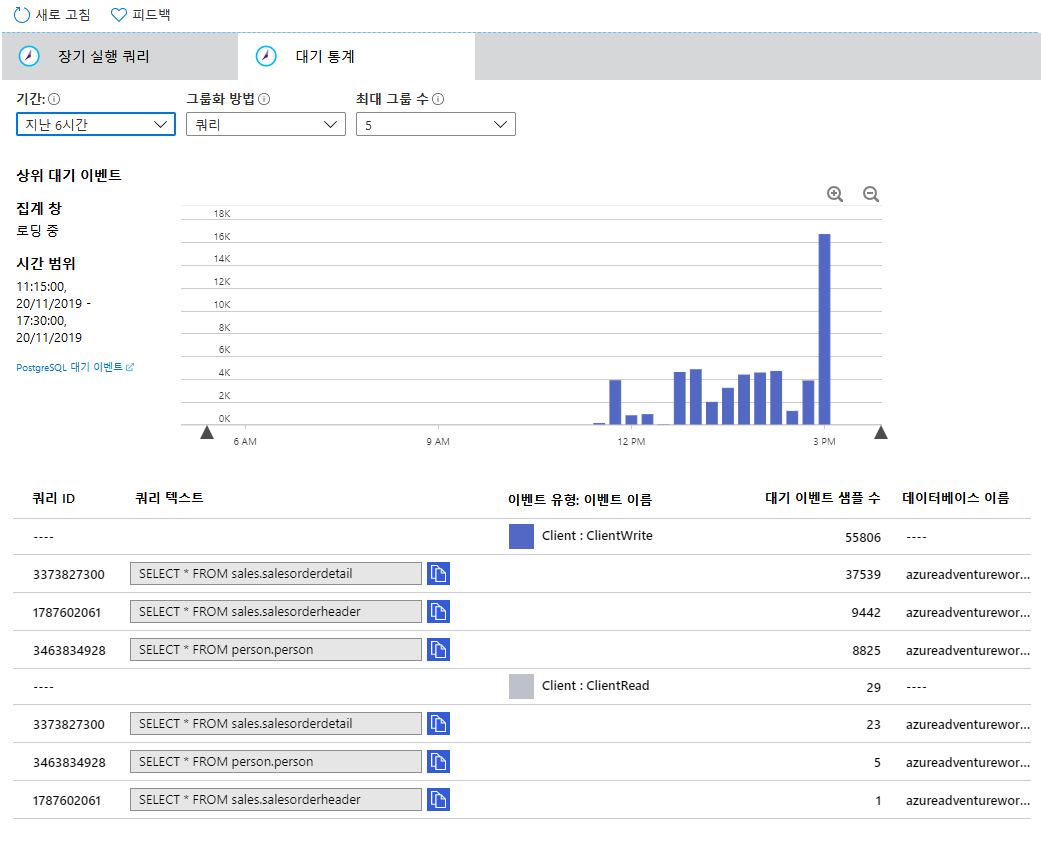 새로 고침 피드백
장기 실행 쿼리 대기 통계
기간: 그룹화 방법 최대 그룹 수
지난 6시간 쿼리 5
상위 대기 이벤트
집계 창
로딩 중
시간 범위
11:15:00,
20/11/2019 -
17:30:00,
20/11/2019
PostgreSQL 대기 이벤트
18K
16K
14K
12K
10K
8K
6K
4K
2K
0K
6 AM 9 AM 12 PM 3 PM
쿼리 ID 쿼리 텍스트 이벤트 유형: 이벤트 이름 대기 이벤트 샘플 수 데이터베이스 이름
---- Client : ClientWrite 55806 ----
3373827300 SELECT * FROM sales.salesorderdetail 37539 azureadventurewor...
1787602061 SELECT * FROM sales.salesorderheader 9442 azureadventurewor...
3463834928 SELECT * FROM person.person 8825 azureadventurewor...
---- Client : ClientRead 29 ----
3373827300 SELECT * FROM sales.salesorderdetail 23 azureadventurewor...
3463834928 SELECT * FROM person.person 5 azureadventurewor...
1787602061 SELECT * FROM sales.salesorderheader 1 azureadventurewor...